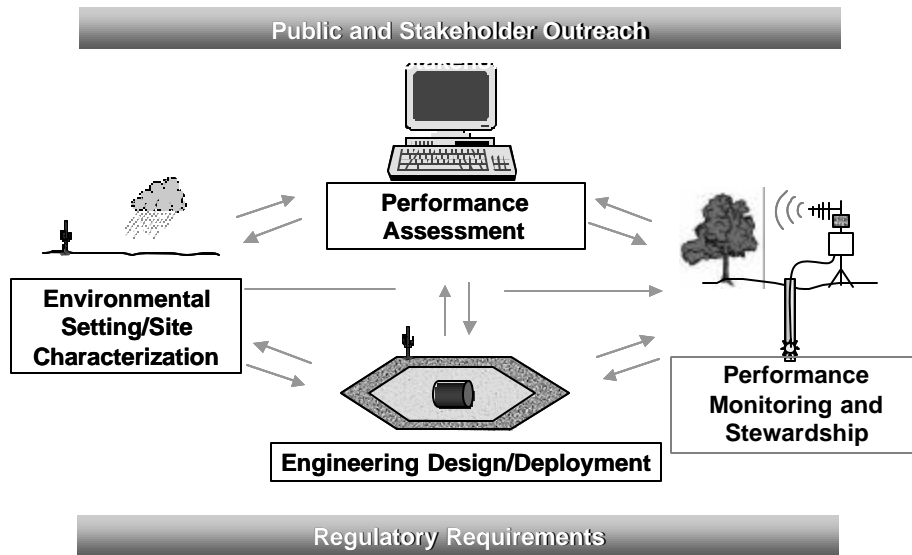 Public and Stakeholder Outreach
Performance
Assessment
Environmental
Setting/Site
Characterization
Performance
Monitoring and
Stewardship
Engineering Design/Deployment
Regulatory Requirements